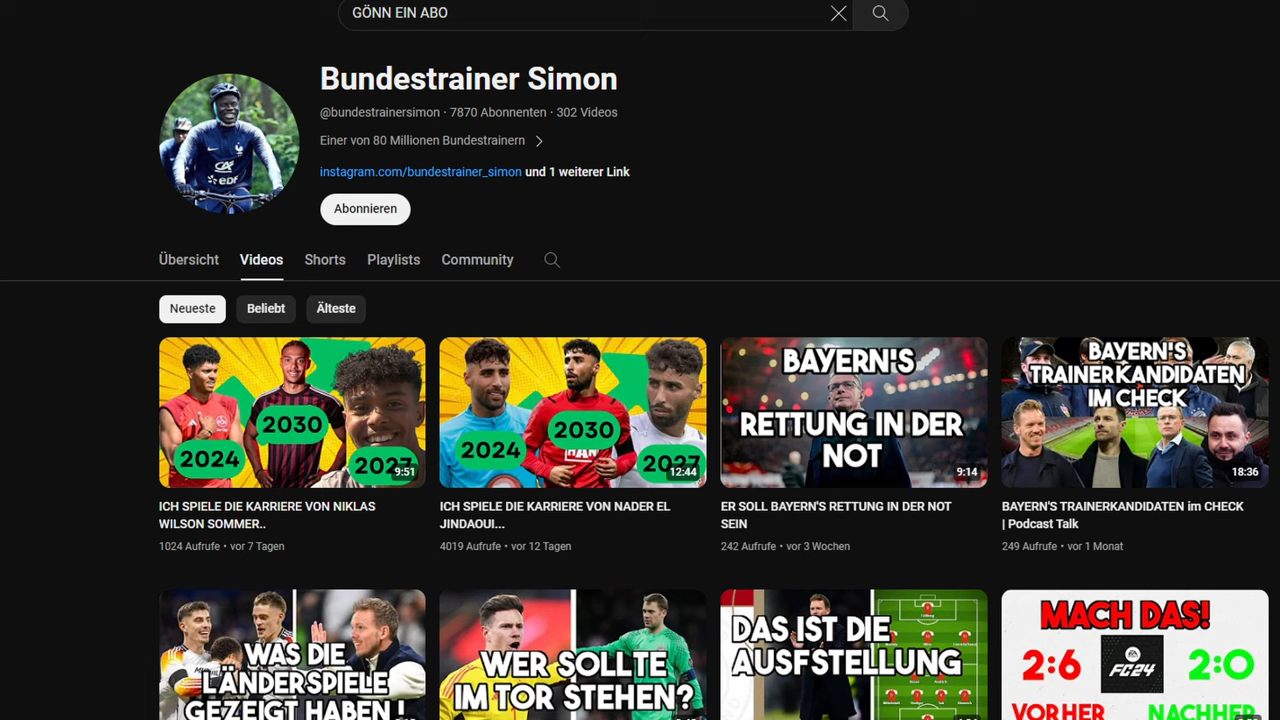 GÖNN EIN ABO
Bundestrainer Simon
@bundestrainersimon · 7870 Abonnenten · 302 Videos
Einer von 80 Millionen Bundestrainern
instagram.com/bundestrainer_simon und 1 weiterer Link
Abonnieren
Übersicht Videos Shorts Playlists Community
Neueste Beliebt Älteste
2024 2030 2027 9:51
2024 2030 2027 12:44
BAYERN'S
RETTUNG IN DER
NOT
9:14
BAYERN'S
TRAINERKANDIDATEN
IM CHECK
18:36
ICH SPIELE DIE KARRIERE VON NIKLAS
WILSON SOMMER..
1024 Aufrufe • vor 7 Tagen
ICH SPIELE DIE KARRIERE VON NADER EL
JINDAOUI...
4019 Aufrufe • vor 12 Tagen
ER SOLL BAYERN'S RETTUNG IN DER NOT
SEIN
242 Aufrufe • vor 3 Wochen
BAYERN'S TRAINERKANDIDATEN im CHECK
| Podcast Talk
249 Aufrufe • vor 1 Monat
WAS DIE
LÄNDERSPIELE
GEZEIGT HABEN!
WER SOLLTE
IM TOR STEHEN?
DAS IST DIE
AUSFSTELLUNG
MACH DAS!
2:6 EA SPORTS FC24 2:0
VORHER NACHHER